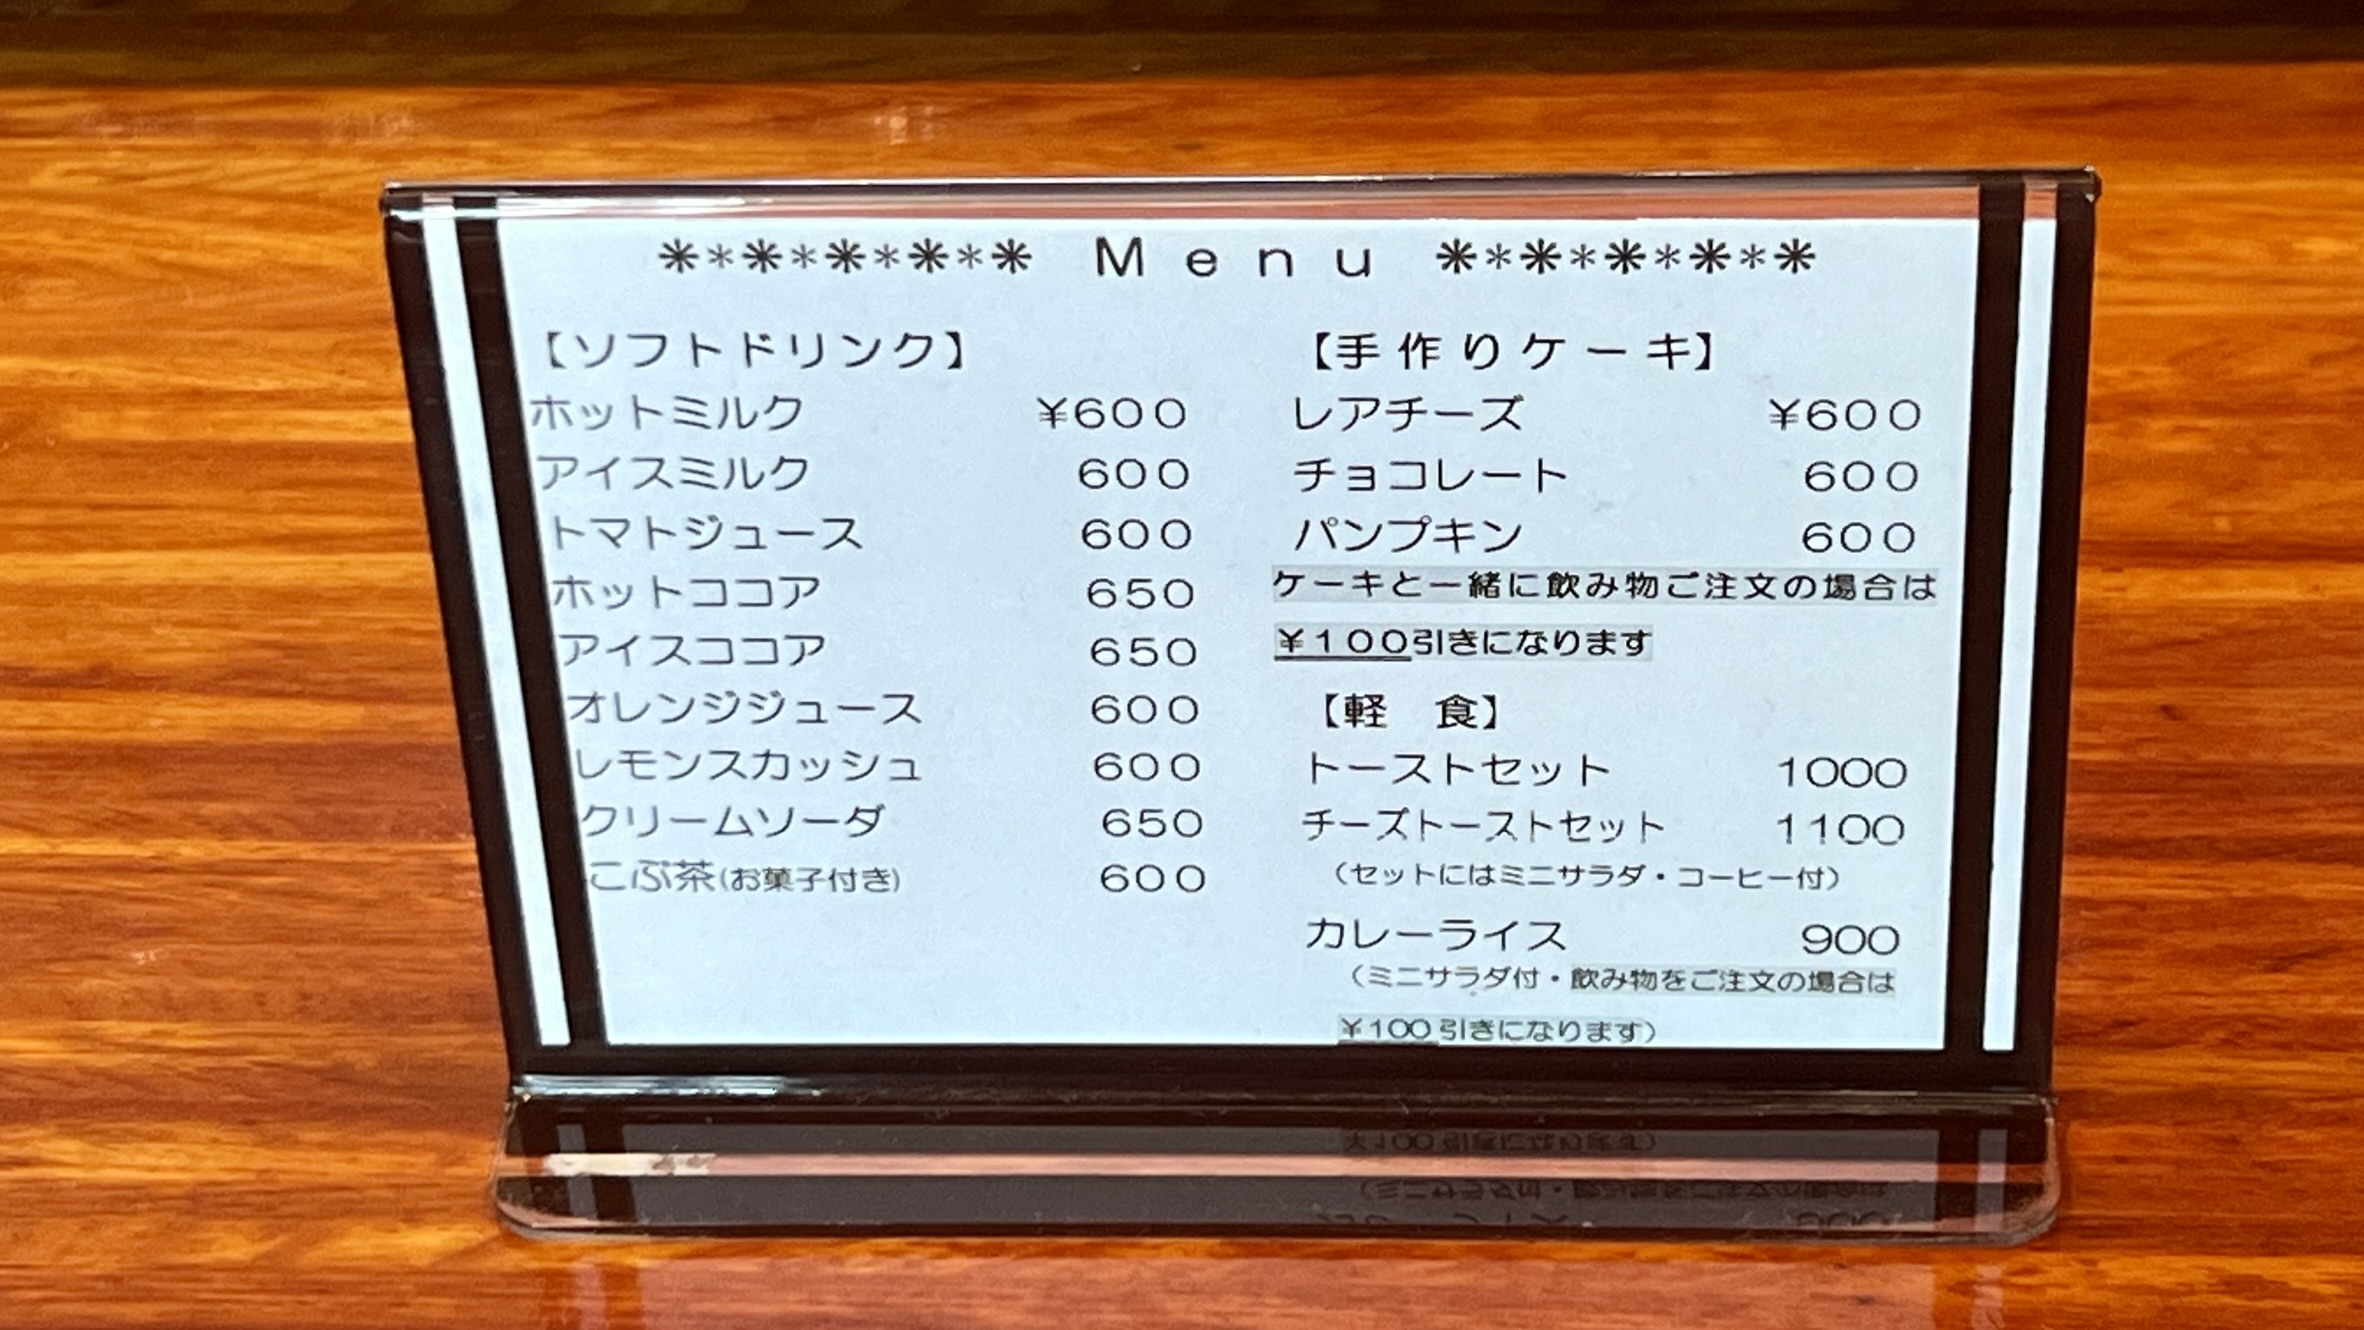 ＊*＊*＊*＊*＊ Menu ＊*＊*＊*＊*＊
【ソフトドリンク】
ホットミルク ¥600
アイスミルク 600
トマトジュース 600
ホットココア 650
アイスココア 650
オレンジジュース 600
レモンスカッシュ 600
クリームソーダ 650
こぶ茶(お菓子付き) 600
【手作りケーキ】
レアチーズ ¥600
チョコレート 600
パンプキン 600
ケーキと一緒に飲み物ご注文の場合は
¥100引きになります
【軽　食】
トーストセット 1000
チーズトーストセット 1100
（セットにはミニサラダ・コーヒー付）
カレーライス 900
（ミニサラダ付・飲み物をご注文の場合は
¥100引きになります）